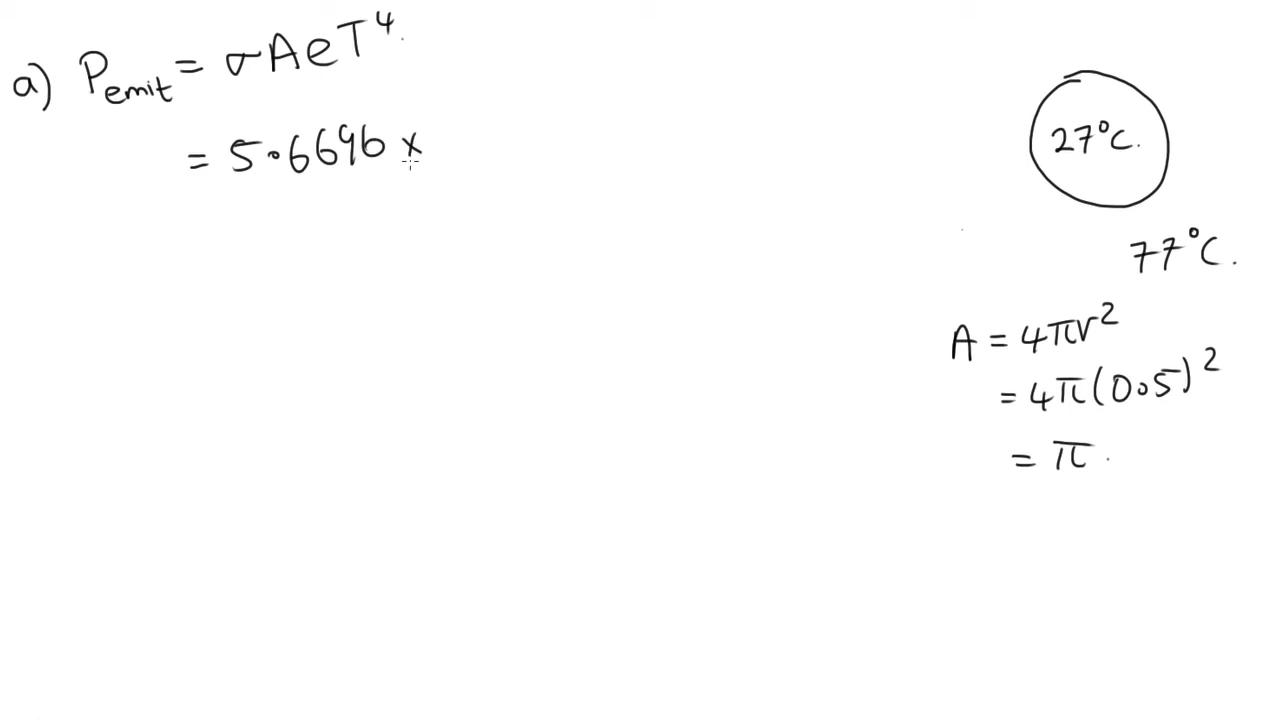 a) P_emit = σAeT⁴
= 5.6696 ×
27°C.
77°C.
A = 4πr²
= 4π(0.5)²
= π